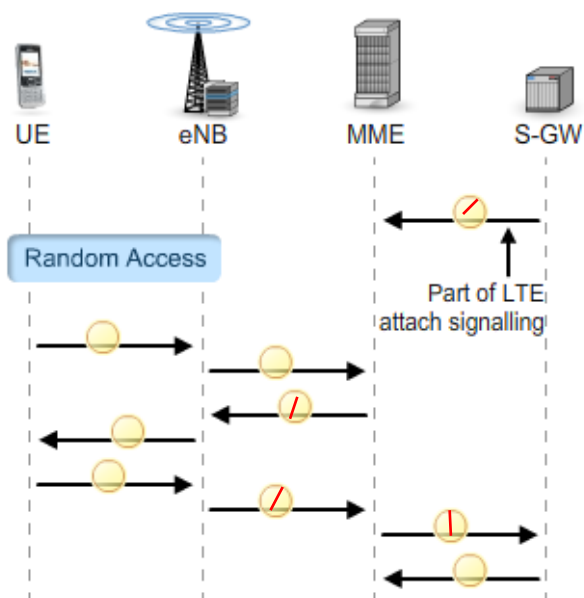 UE
eNB
MME
S-GW
Random Access
Part of LTE
attach signalling